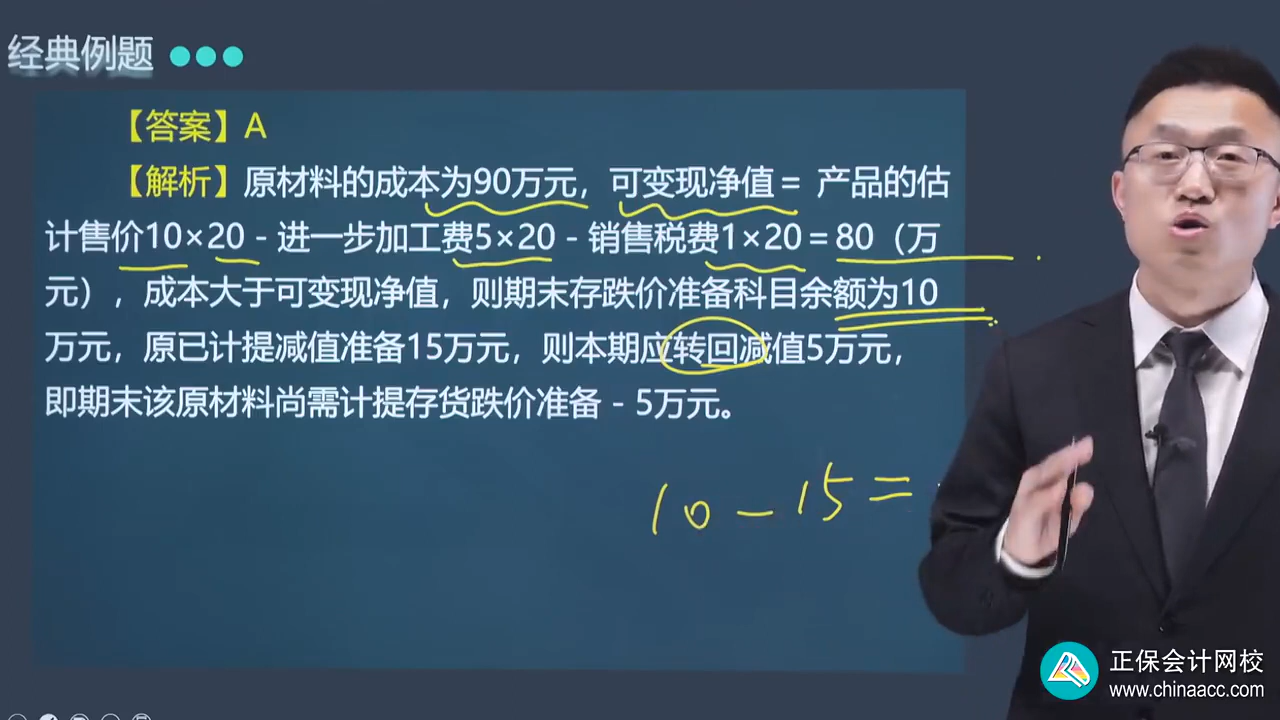 经典例题
【答案】A
【解析】原材料的成本为90万元，可变现净值＝ 产品的估
计售价10×20－进一步加工费5×20－销售税费1×20＝80（万
元），成本大于可变现净值，则期末存跌价准备科目余额为10
万元，原已计提减值准备15万元，则本期应转回减值5万元，
即期末该原材料尚需计提存货跌价准备－5万元。
10－15＝
正保会计网校
www.chinaacc.com